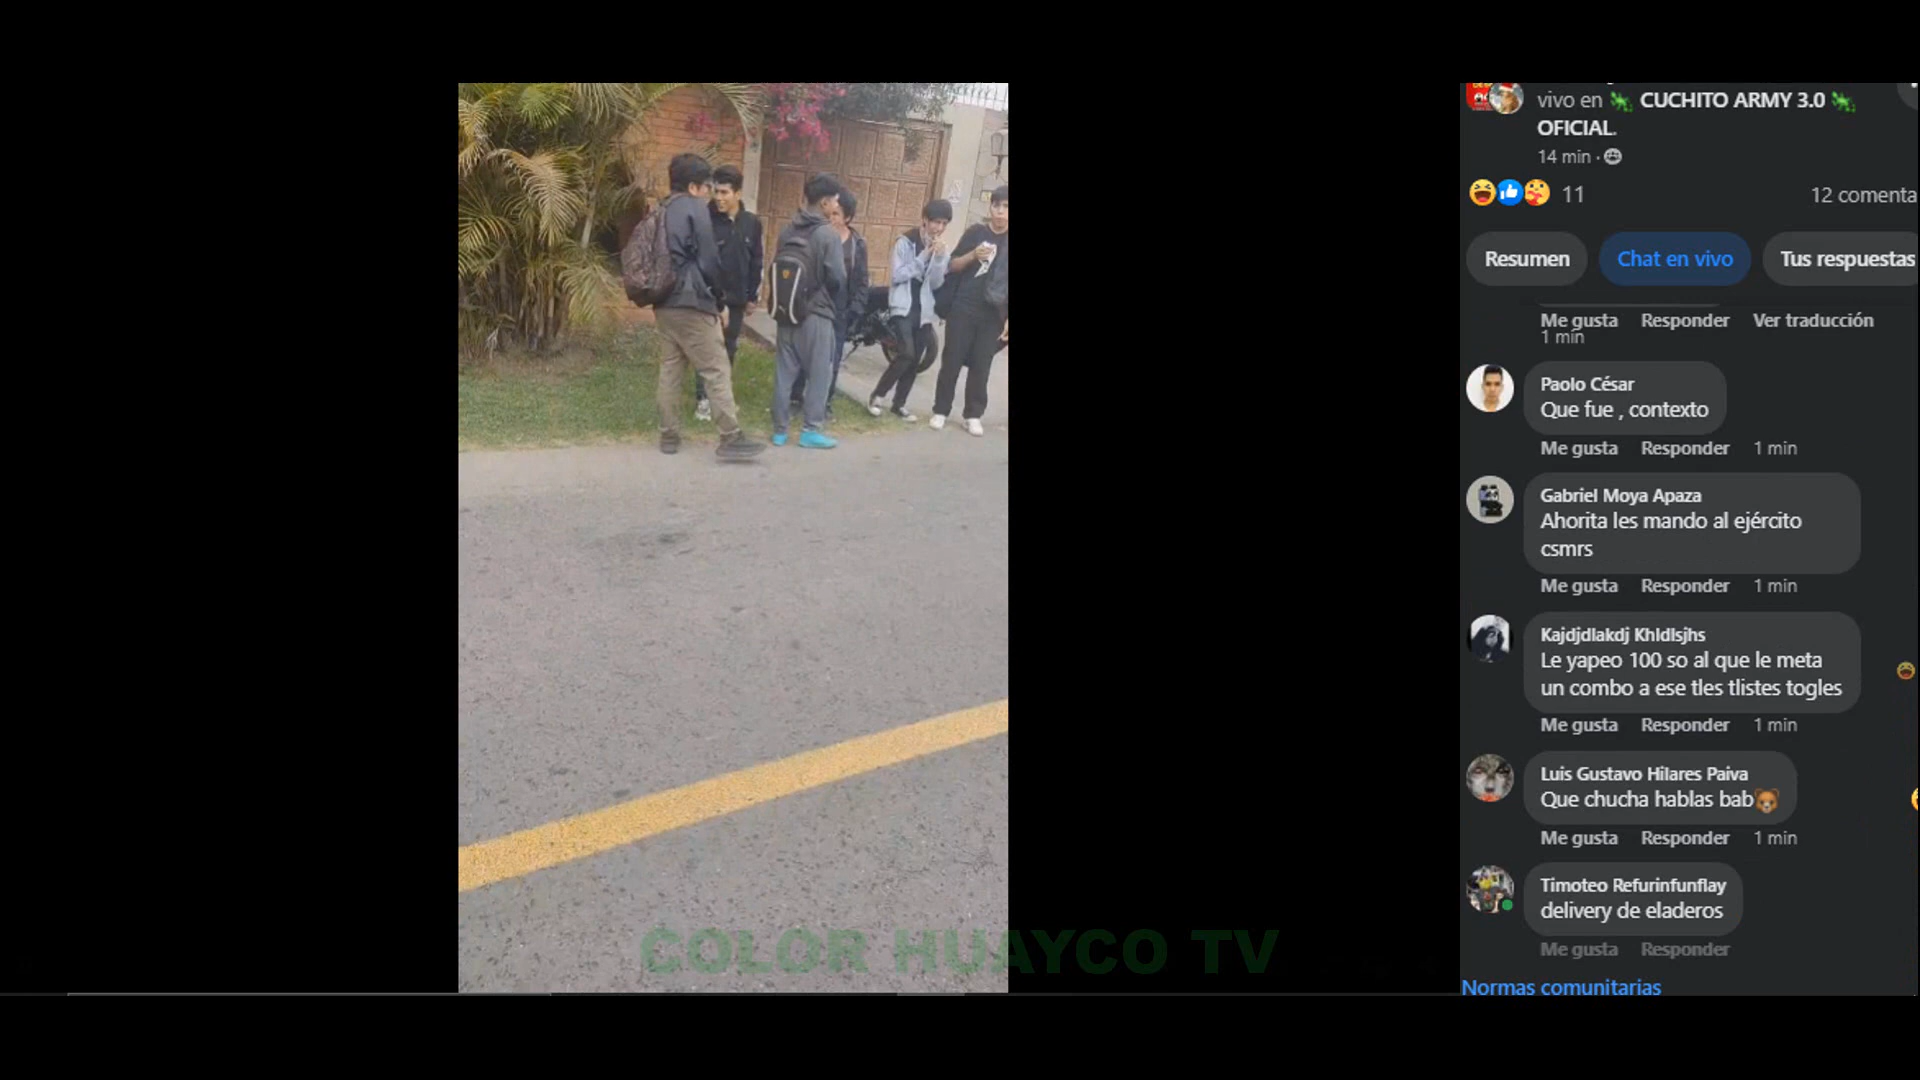 vivo en CUCHITO ARMY 3.0
OFICIAL.
14 min ·
11
12 comenta
Resumen
Chat en vivo
Tus respuestas
Me gusta Responder Ver traducción
1 min
Paolo César
Que fue , contexto
Me gusta Responder 1 min
Gabriel Moya Apaza
Ahorita les mando al ejército
csmrs
Me gusta Responder 1 min
Kajdjdlakdj Khldlsjhs
Le yapeo 100 so al que le meta
un combo a ese tles tlistes togles
Me gusta Responder 1 min
Luis Gustavo Hilares Paiva
Que chucha hablas bab🐻
Me gusta Responder 1 min
Timoteo Refurinfunflay
delivery de eladeros
Me gusta Responder
Normas comunitarias
COLOR HUAYCO TV